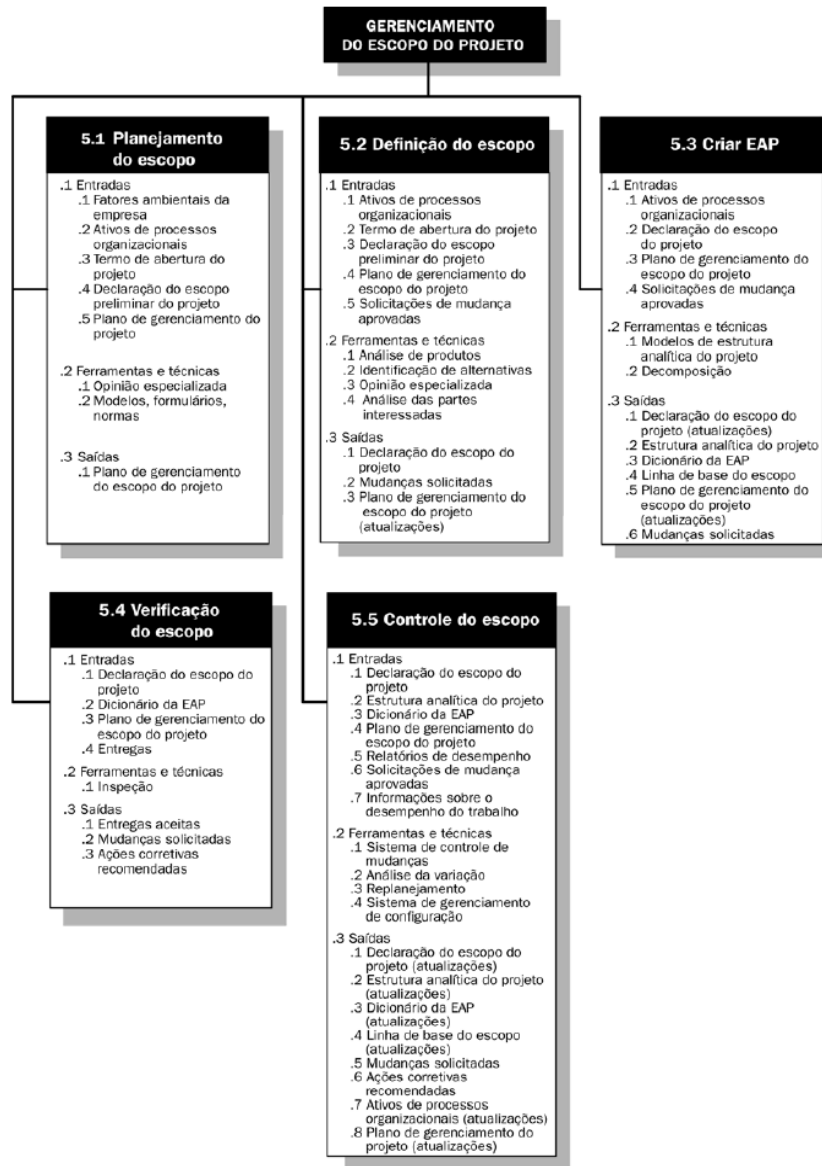 GERENCIAMENTO
DO ESCOPO DO PROJETO
5.1 Planejamento
do escopo
.1 Entradas
.1 Fatores ambientais da
empresa
.2 Ativos de processos
organizacionais
.3 Termo de abertura do
projeto
.4 Declaração do escopo
preliminar do projeto
.5 Plano de gerenciamento do
projeto
.2 Ferramentas e técnicas
.1 Opinião especializada
.2 Modelos, formulários,
normas
.3 Saídas
.1 Plano de gerenciamento
do escopo do projeto
5.2 Definição do escopo
.1 Entradas
.1 Ativos de processos
organizacionais
.2 Termo de abertura do projeto
.3 Declaração do escopo
preliminar do projeto
.4 Plano de gerenciamento do
escopo do projeto
.5 Solicitações de mudança
aprovadas
.2 Ferramentas e técnicas
.1 Análise de produtos
.2 Identificação de alternativas
.3 Opinião especializada
.4 Análise das partes
interessadas
.3 Saídas
.1 Declaração do escopo do
projeto
.2 Mudanças solicitadas
.3 Plano de gerenciamento do
escopo do projeto
(atualizações)
5.3 Criar EAP
.1 Entradas
.1 Ativos de processos
organizacionais
.2 Declaração do escopo
do projeto
.3 Plano de gerenciamento do
escopo do projeto
.4 Solicitações de mudança
aprovadas
.2 Ferramentas e técnicas
.1 Modelos de estrutura
analítica do projeto
.2 Decomposição
.3 Saídas
.1 Declaração do escopo do
projeto (atualizações)
.2 Estrutura analítica do projeto
.3 Dicionário da EAP
.4 Linha de base do escopo
.5 Plano de gerenciamento do
escopo do projeto
(atualizações)
.6 Mudanças solicitadas
5.4 Verificação
do escopo
.1 Entradas
.1 Declaração do escopo do
projeto
.2 Dicionário da EAP
.3 Plano de gerenciamento do
escopo do projeto
.4 Entregas
.2 Ferramentas e técnicas
.1 Inspeção
.3 Saídas
.1 Entregas aceitas
.2 Mudanças solicitadas
.3 Ações corretivas
recomendadas
5.5 Controle do escopo
.1 Entradas
.1 Declaração do escopo do
projeto
.2 Estrutura analítica do projeto
.3 Dicionário da EAP
.4 Plano de gerenciamento do
escopo do projeto
.5 Relatórios de desempenho
.6 Solicitações de mudança
aprovadas
.7 Informações sobre o
desempenho do trabalho
.2 Ferramentas e técnicas
.1 Sistema de controle de
mudanças
.2 Análise da variação
.3 Replanejamento
.4 Sistema de gerenciamento
de configuração
.3 Saídas
.1 Declaração do escopo do
projeto (atualizações)
.2 Estrutura analítica do projeto
(atualizações)
.3 Dicionário da EAP
(atualizações)
.4 Linha de base do escopo
(atualizações)
.5 Mudanças solicitadas
.6 Ações corretivas
recomendadas
.7 Ativos de processos
organizacionais (atualizações)
.8 Plano de gerenciamento do
projeto (atualizações)